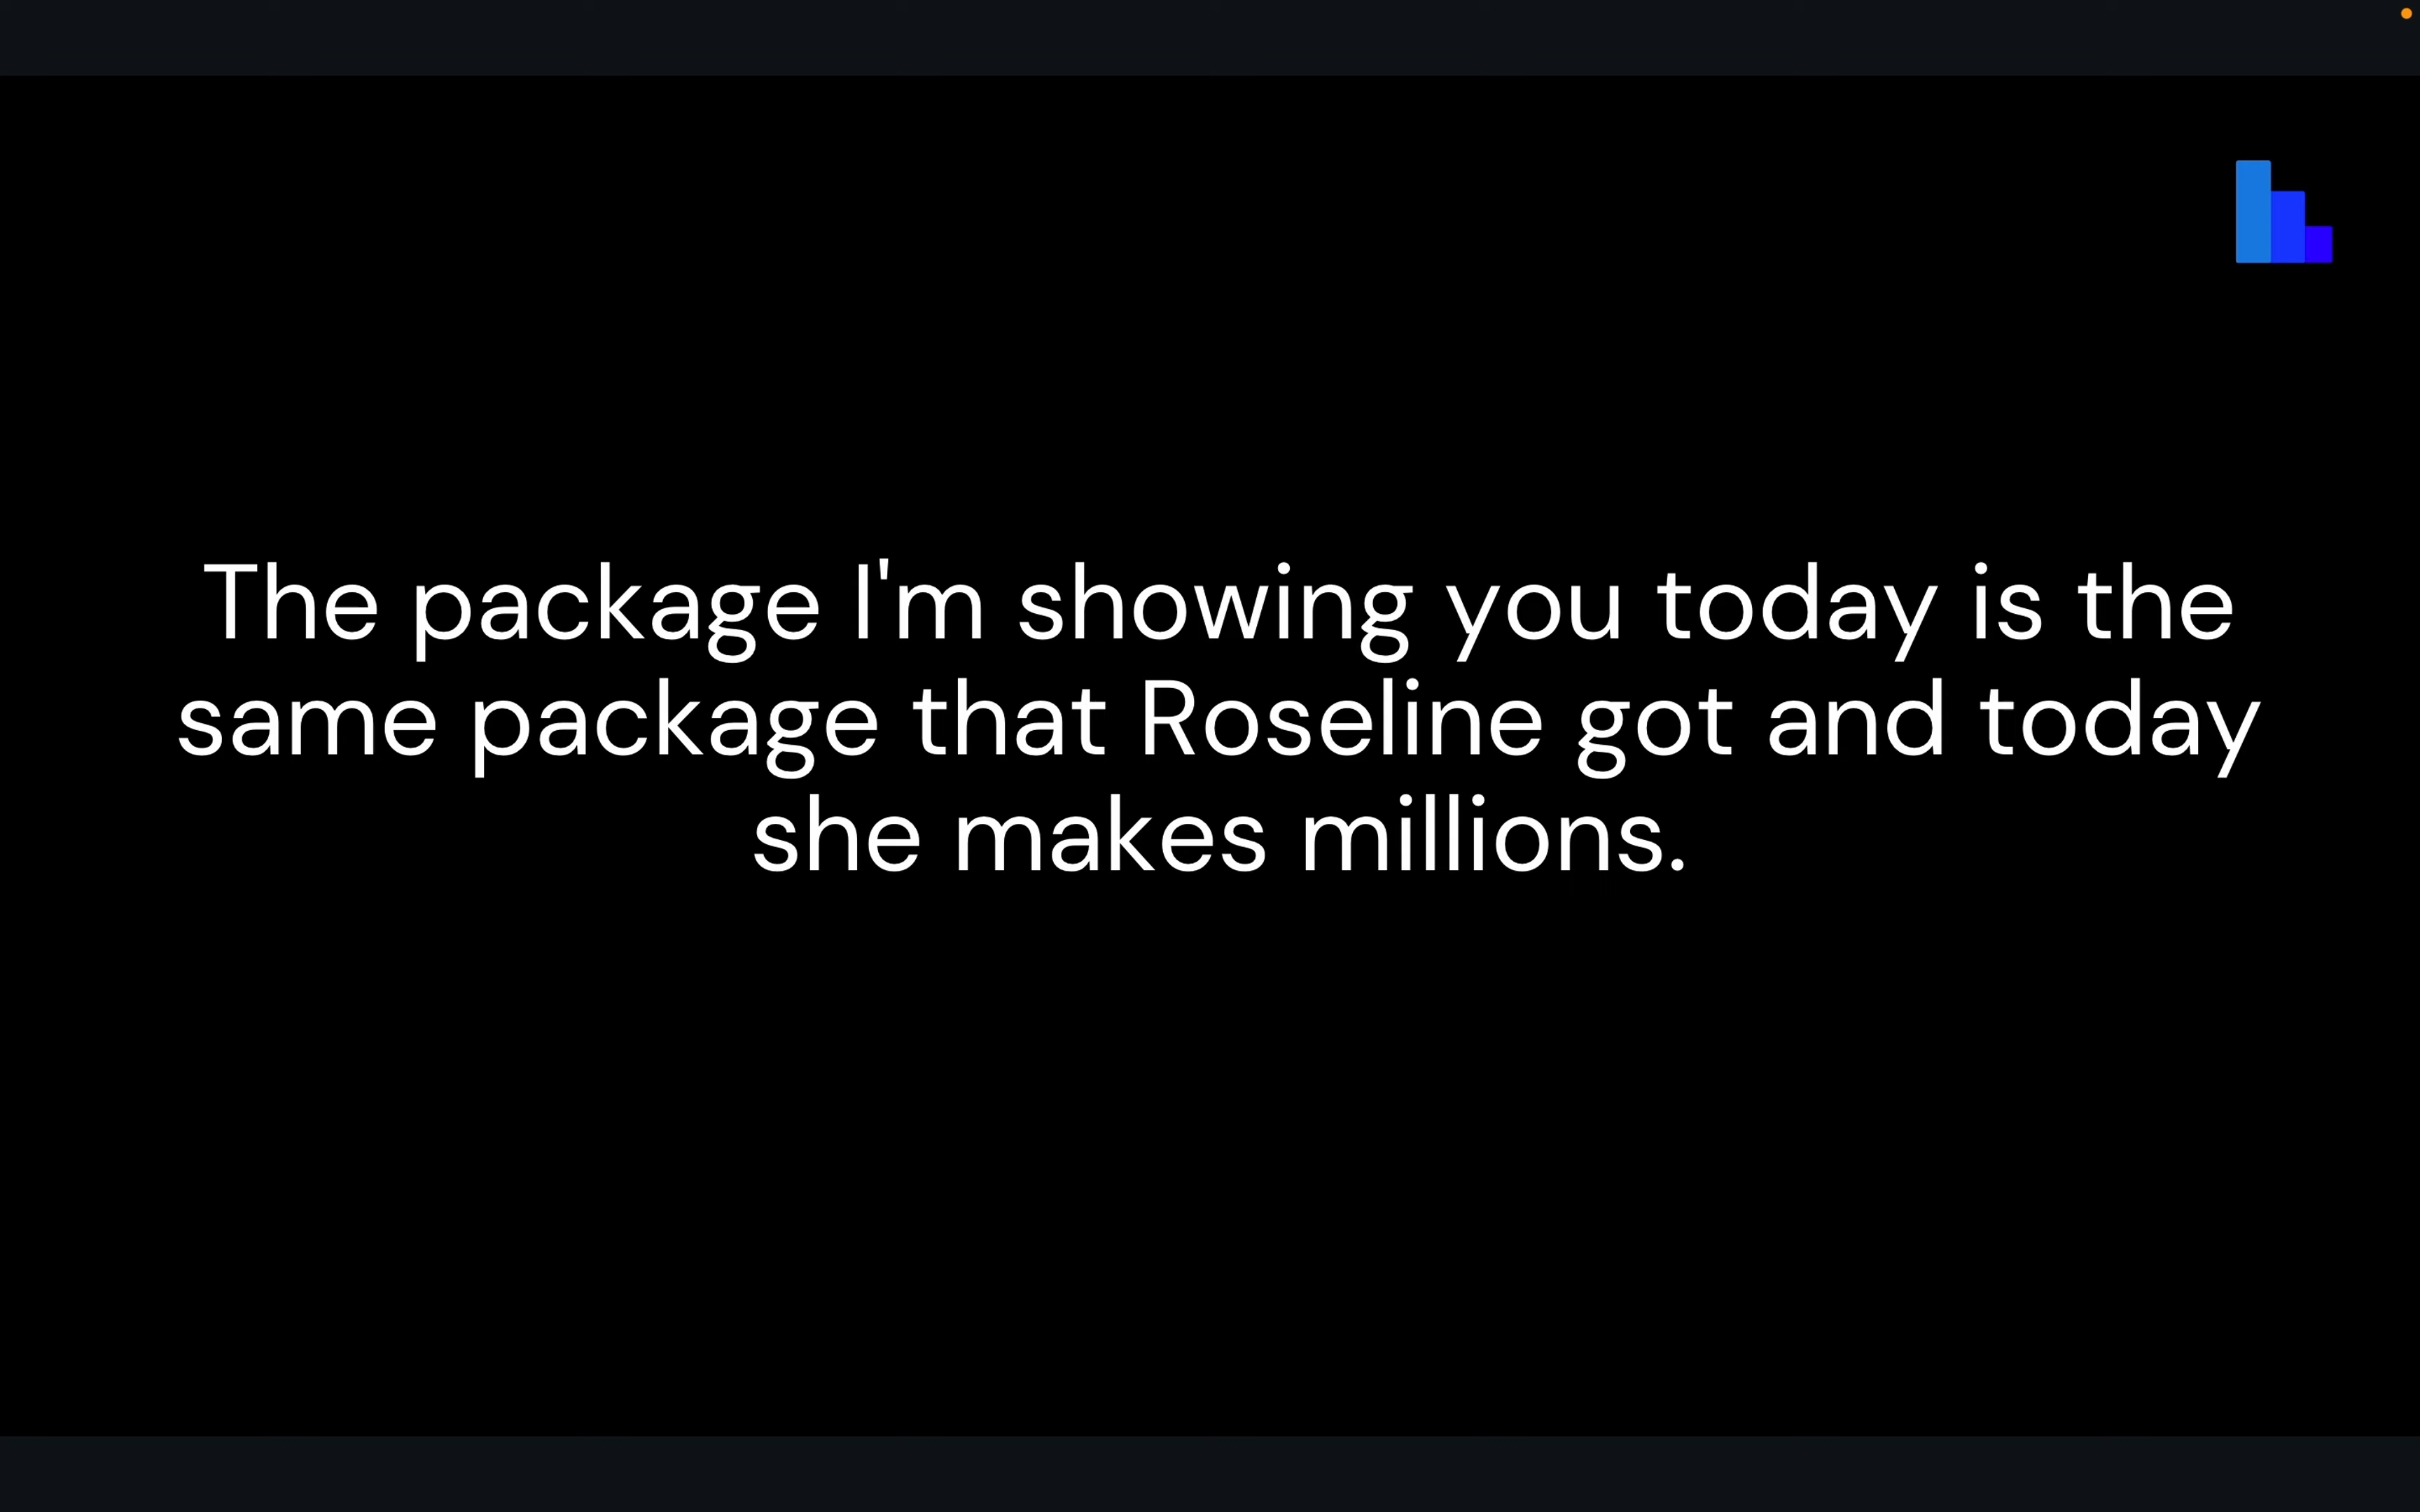 The package I'm showing you today is the
same package that Roseline got and today
she makes millions.